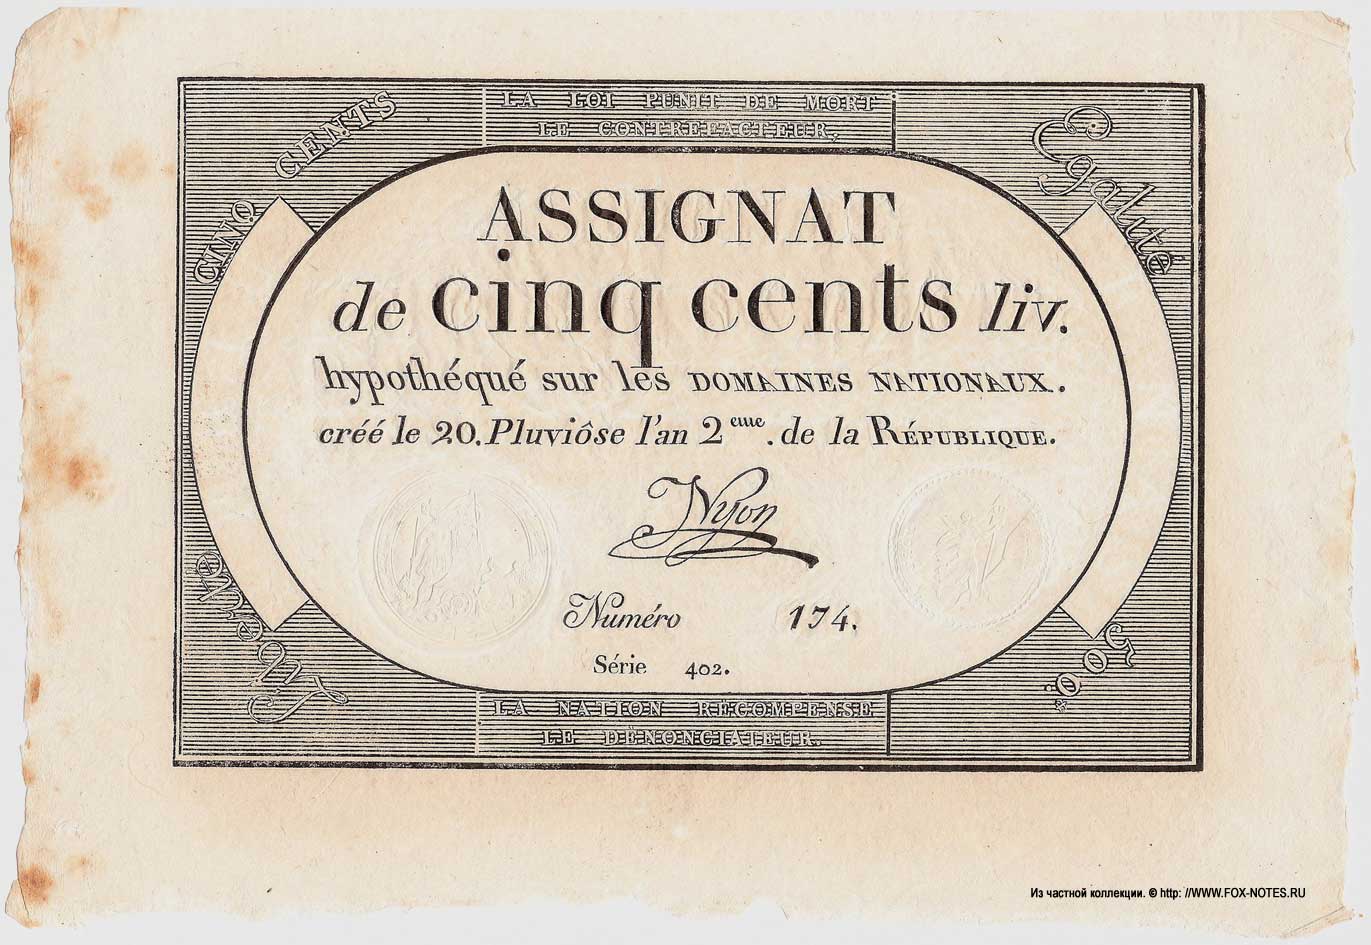 LA LOI PUNIT DE MORT
LE CONTREFACTEUR.
CINQ CENTS
Egalité
ASSIGNAT
de cinq cents liv.
hypothéqué sur les DOMAINES NATIONAUX.
créé le 20. Pluviôse l'an 2eme. de la RÉPUBLIQUE.
Nyon
Numéro 174.
Série 402.
Liberté
500#
LA NATION RÉCOMPENSE
LE DÉNONCIATEUR.
Из частной коллекции. © http: //WWW.FOX-NOTES.RU